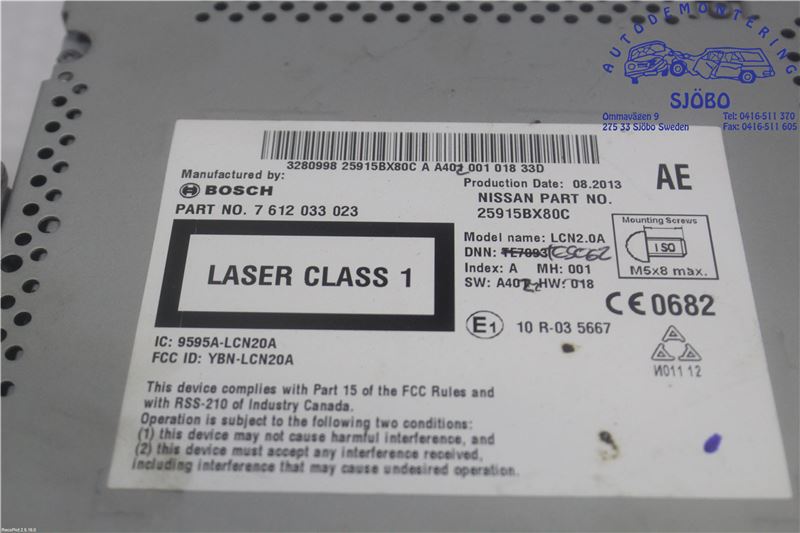 AUTODEMONTERING
SJÖBO
Ommavägen 9
275 33 Sjöbo Sweden
Tel: 0416-511 370
Fax: 0416-511 605
3280998 25915BX80C A A402 001 018 33D
Manufactured by:
BOSCH
PART NO. 7 612 033 023
Production Date: 08.2013
NISSAN PART NO.
25915BX80C
AE
LASER CLASS 1
Model name: LCN2.0A
DNN: TE7093
Index: A MH: 001
SW: A402 HW: 018
Mounting Screws
ISO
M5x8 max.
CE 0682
E1 10 R-03 5667
N011 12
IC: 9595A-LCN20A
FCC ID: YBN-LCN20A
This device complies with Part 15 of the FCC Rules and
with RSS-210 of Industry Canada.
Operation is subject to the following two conditions:
(1) this device may not cause harmful interference, and
(2) this device must accept any interference received,
including interference that may cause undesired operation.